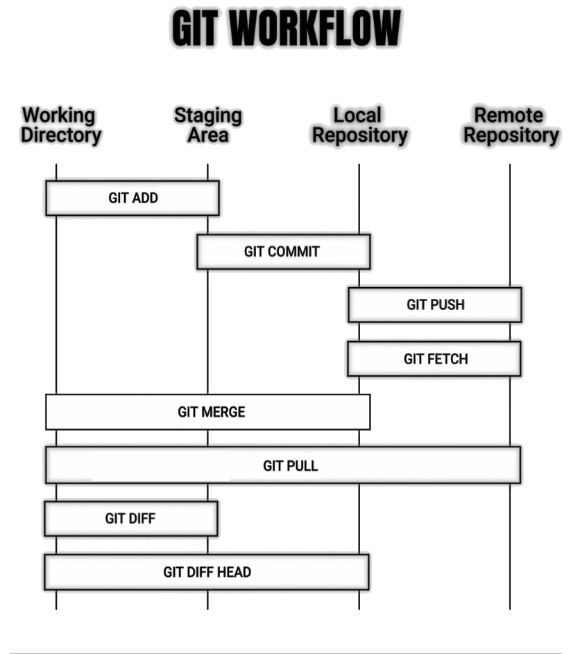 GIT WORKFLOW
Working Directory
Staging Area
Local Repository
Remote Repository
GIT ADD
GIT COMMIT
GIT PUSH
GIT FETCH
GIT MERGE
GIT PULL
GIT DIFF
GIT DIFF HEAD